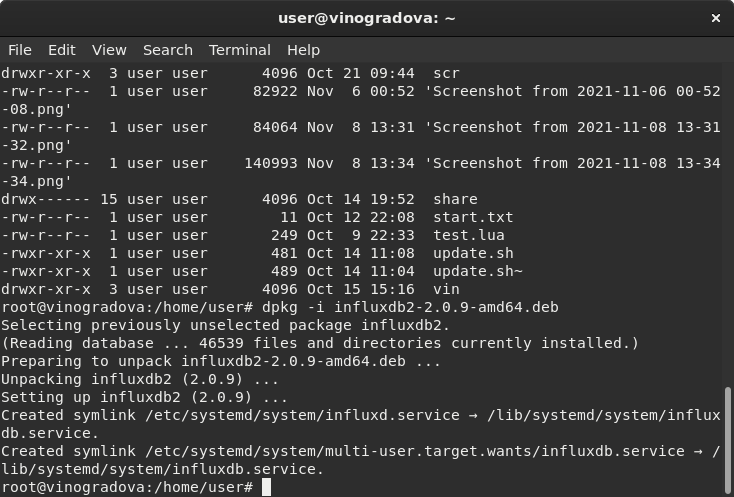 user@vinogradova: ~
×
File Edit View Search Terminal Help
drwxr-xr-x  3 user user      4096 Oct 21 09:44  scr
-rw-r--r--  1 user user     82922 Nov  6 00:52 'Screenshot from 2021-11-06 00-52
-08.png'
-rw-r--r--  1 user user     84064 Nov  8 13:31 'Screenshot from 2021-11-08 13-31
-32.png'
-rw-r--r--  1 user user    140993 Nov  8 13:34 'Screenshot from 2021-11-08 13-34
-34.png'
drwx------ 15 user user      4096 Oct 14 19:52  share
-rw-r--r--  1 user user        11 Oct 12 22:08  start.txt
-rw-r--r--  1 user user       249 Oct  9 22:33  test.lua
-rwxr-xr-x  1 user user       481 Oct 14 11:08  update.sh
-rwxr-xr-x  1 user user       489 Oct 14 11:04  update.sh~
drwxr-xr-x  3 user user      4096 Oct 15 15:16  vin
root@vinogradova:/home/user# dpkg -i influxdb2-2.0.9-amd64.deb
Selecting previously unselected package influxdb2.
(Reading database ... 46539 files and directories currently installed.)
Preparing to unpack influxdb2-2.0.9-amd64.deb ...
Unpacking influxdb2 (2.0.9) ...
Setting up influxdb2 (2.0.9) ...
Created symlink /etc/systemd/system/influxd.service → /lib/systemd/system/influx
db.service.
Created symlink /etc/systemd/system/multi-user.target.wants/influxdb.service → /
lib/systemd/system/influxdb.service.
root@vinogradova:/home/user#